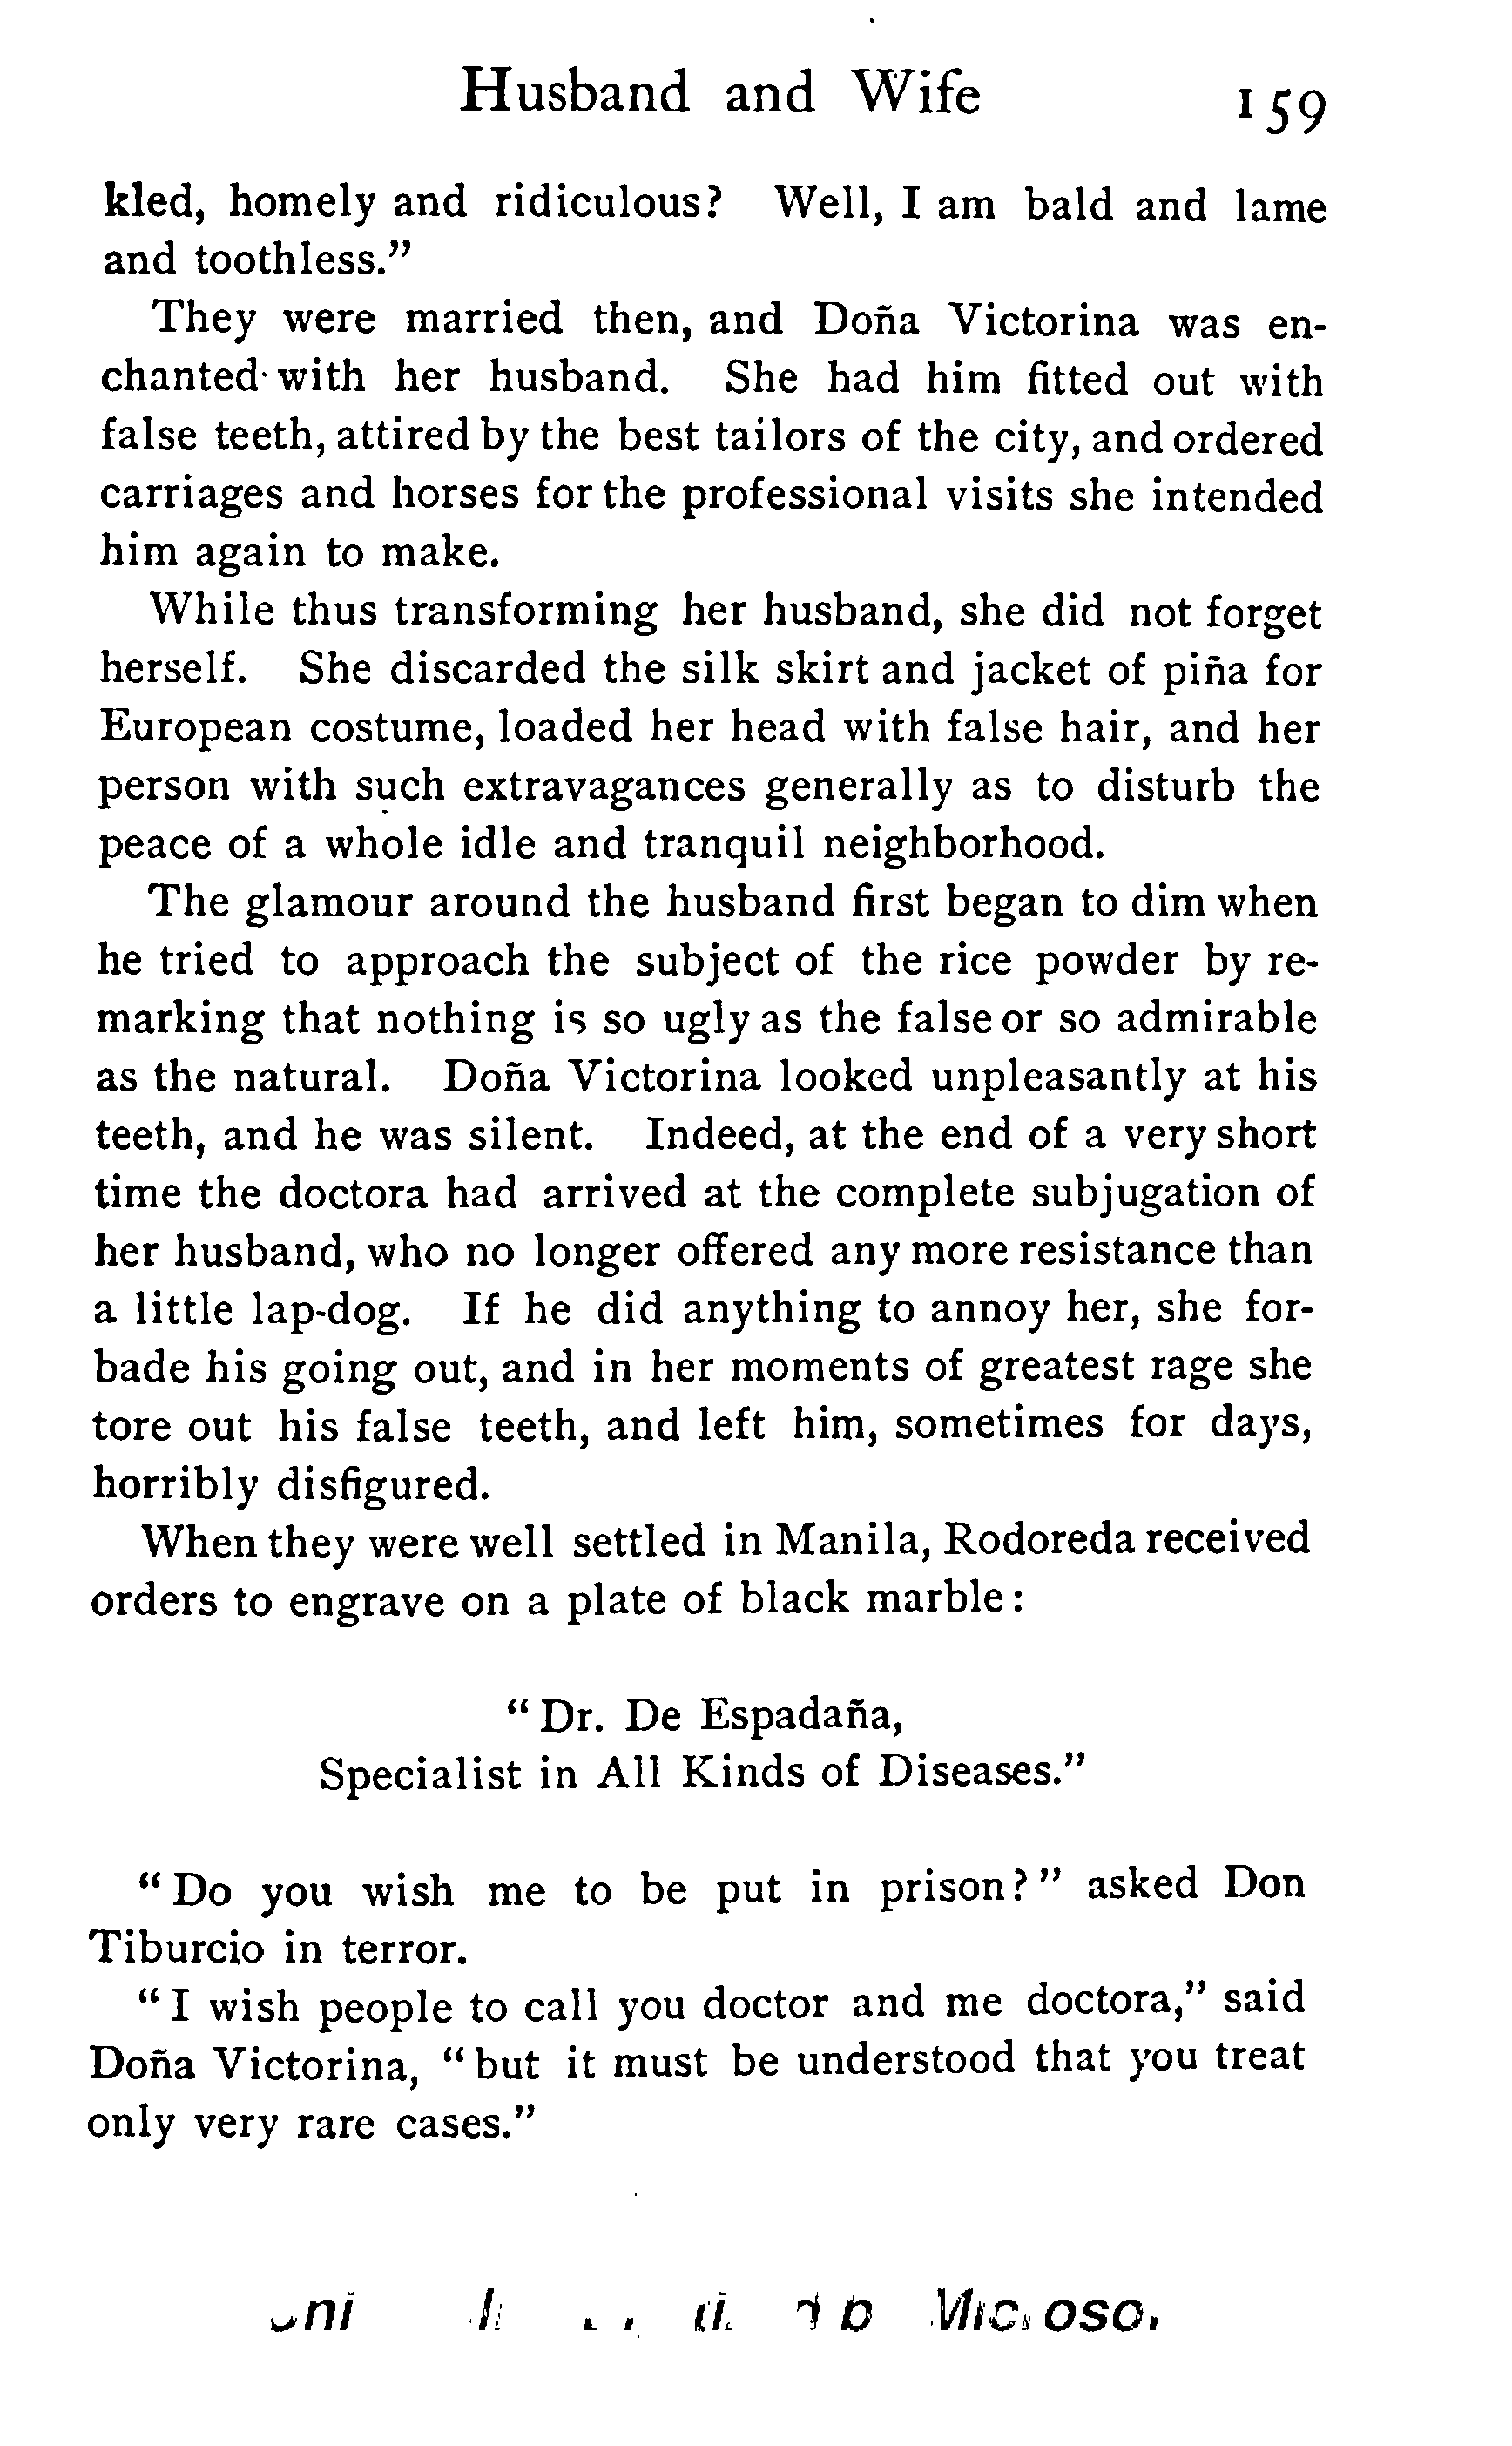 Husband and Wife 159
kled, homely and ridiculous? Well, I am bald and lame
and toothless.”
They were married then, and Doña Victorina was en-
chanted with her husband. She had him fitted out with
false teeth, attired by the best tailors of the city, and ordered
carriages and horses for the professional visits she intended
him again to make.
While thus transforming her husband, she did not forget
herself. She discarded the silk skirt and jacket of piña for
European costume, loaded her head with false hair, and her
person with such extravagances generally as to disturb the
peace of a whole idle and tranquil neighborhood.
The glamour around the husband first began to dim when
he tried to approach the subject of the rice powder by re-
marking that nothing is so ugly as the false or so admirable
as the natural. Doña Victorina looked unpleasantly at his
teeth, and he was silent. Indeed, at the end of a very short
time the doctora had arrived at the complete subjugation of
her husband, who no longer offered any more resistance than
a little lap-dog. If he did anything to annoy her, she for-
bade his going out, and in her moments of greatest rage she
tore out his false teeth, and left him, sometimes for days,
horribly disfigured.
When they were well settled in Manila, Rodoreda received
orders to engrave on a plate of black marble:
“Dr. De Espadaña,
Specialist in All Kinds of Diseases.”
“Do you wish me to be put in prison?” asked Don
Tiburcio in terror.
“I wish people to call you doctor and me doctora,” said
Doña Victorina, “but it must be understood that you treat
only very rare cases.”